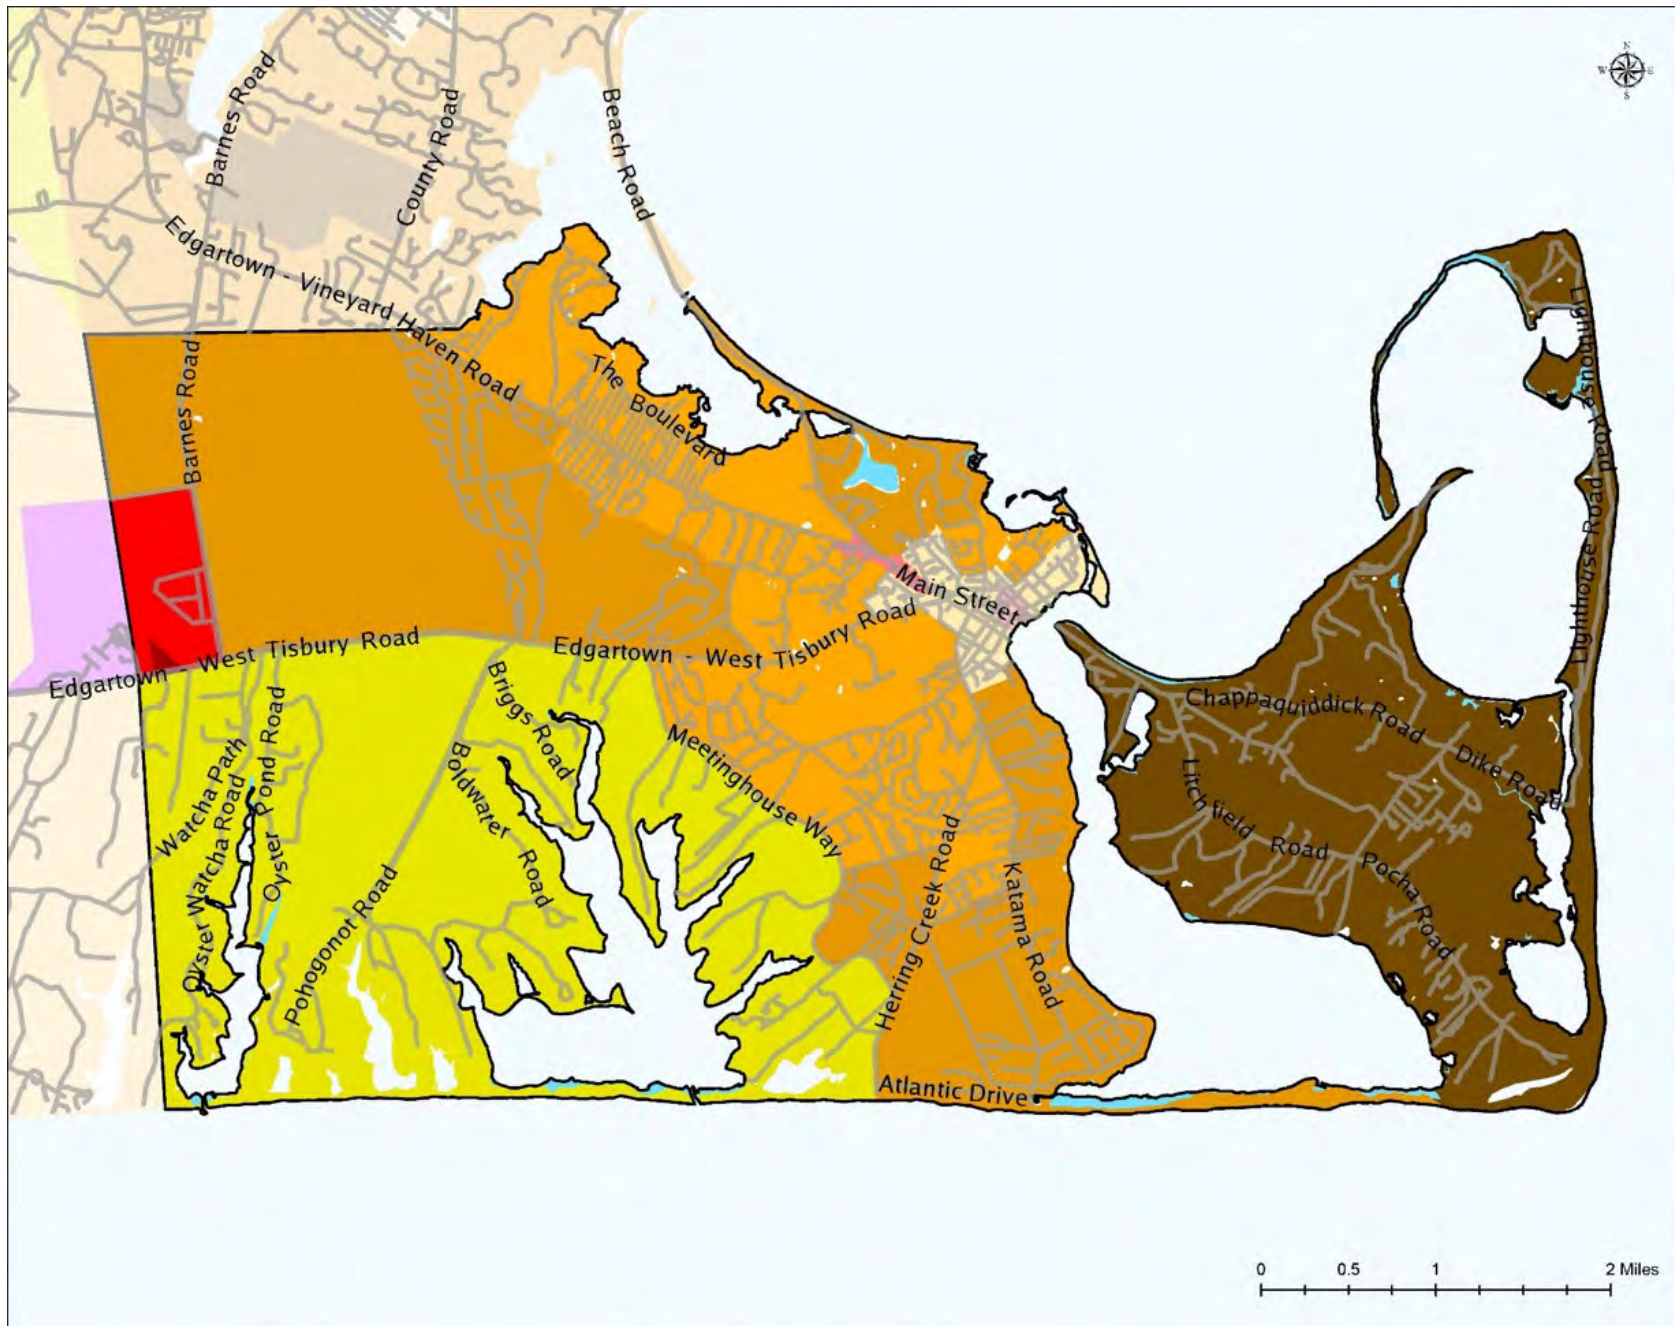 N
W E
S
Barnes Road
County Road
Beach Road
Edgartown - Vineyard Haven Road
Barnes Road
The Boulevard
Lighthouse Road
Main Street
Lighthouse Road
Edgartown - West Tisbury Road
Edgartown - West Tisbury Road
Briggs Road
Chappaquiddick Road
Dike Road
Meetinghouse Way
Boldwater Road
Watcha Path
Oyster Watcha Road
Oyster Pond Road
Pohogonot Road
Litchfield Road
Pocha Road
Herring Creek Road
Katama Road
Atlantic Drive
0 0.5 1 2 Miles